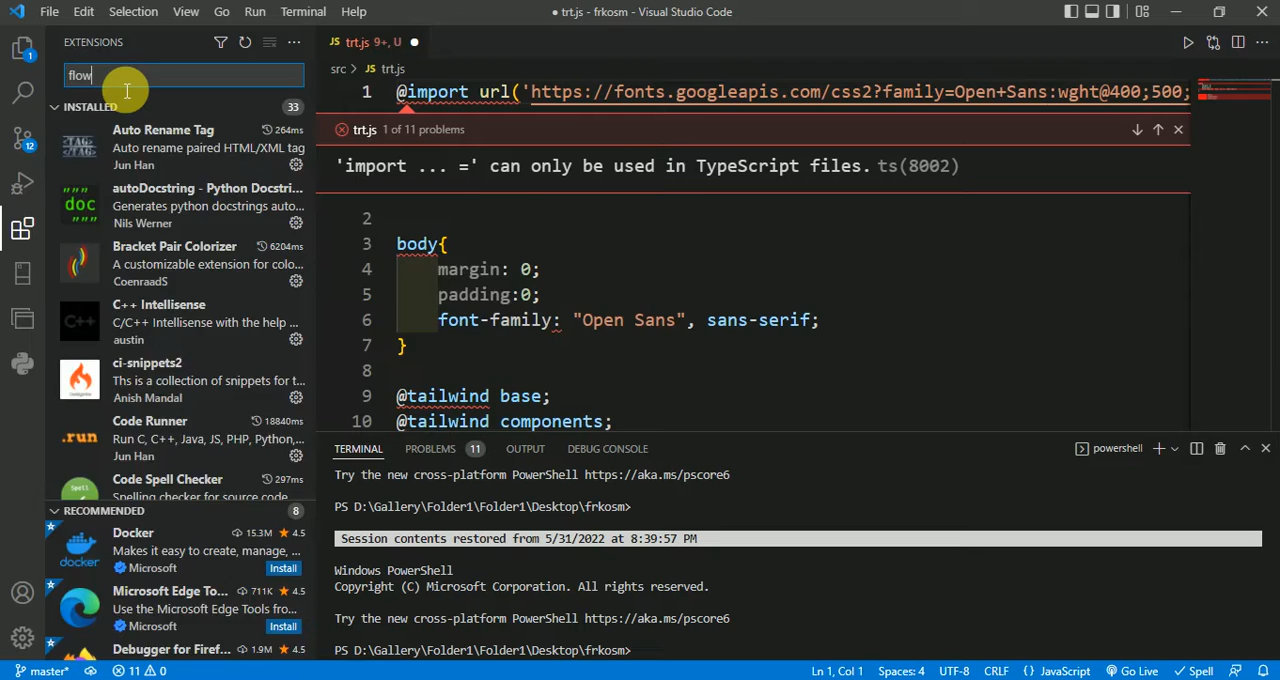 File Edit Selection View Go Run Terminal Help
● trt.js - frkosm - Visual Studio Code
EXTENSIONS
flow
INSTALLED 33
Auto Rename Tag 264ms
Auto rename paired HTML/XML tag
Jun Han
autoDocstring - Python Docstri...
Generates python docstrings auto...
Nils Werner
Bracket Pair Colorizer 6204ms
A customizable extension for colo...
CoenraadS
C++ Intellisense
C/C++ Intellisense with the help ...
austin
ci-snippets2
Ths is a collection of snippets for t...
Anish Mandal
Code Runner 18840ms
Run C, C++, Java, JS, PHP, Python,...
Jun Han
Code Spell Checker 297ms
Spelling checker for source code
RECOMMENDED 8
Docker 15.3M 4.5
Makes it easy to create, manage, ...
Microsoft Install
Microsoft Edge To... 711K 4.5
Use the Microsoft Edge Tools from...
Microsoft Install
Debugger for Firef... 1.9M 4.5
JS trt.js 9+, U ●
src > JS trt.js
1 @import url('https://fonts.googleapis.com/css2?family=Open+Sans:wght@400;500;
trt.js 1 of 11 problems
'import ... =' can only be used in TypeScript files. ts(8002)
2
3 body{
4 margin: 0;
5 padding:0;
6 font-family: "Open Sans", sans-serif;
7 }
8
9 @tailwind base;
10 @tailwind components;
TERMINAL PROBLEMS 11 OUTPUT DEBUG CONSOLE powershell
Try the new cross-platform PowerShell https://aka.ms/pscore6
PS D:\Gallery\Folder1\Folder1\Desktop\frkosm>
Session contents restored from 5/31/2022 at 8:39:57 PM
Windows PowerShell
Copyright (C) Microsoft Corporation. All rights reserved.
Try the new cross-platform PowerShell https://aka.ms/pscore6
PS D:\Gallery\Folder1\Folder1\Desktop\frkosm>
master* 11 0 Ln 1, Col 1 Spaces: 4 UTF-8 CRLF {} JavaScript Go Live Spell